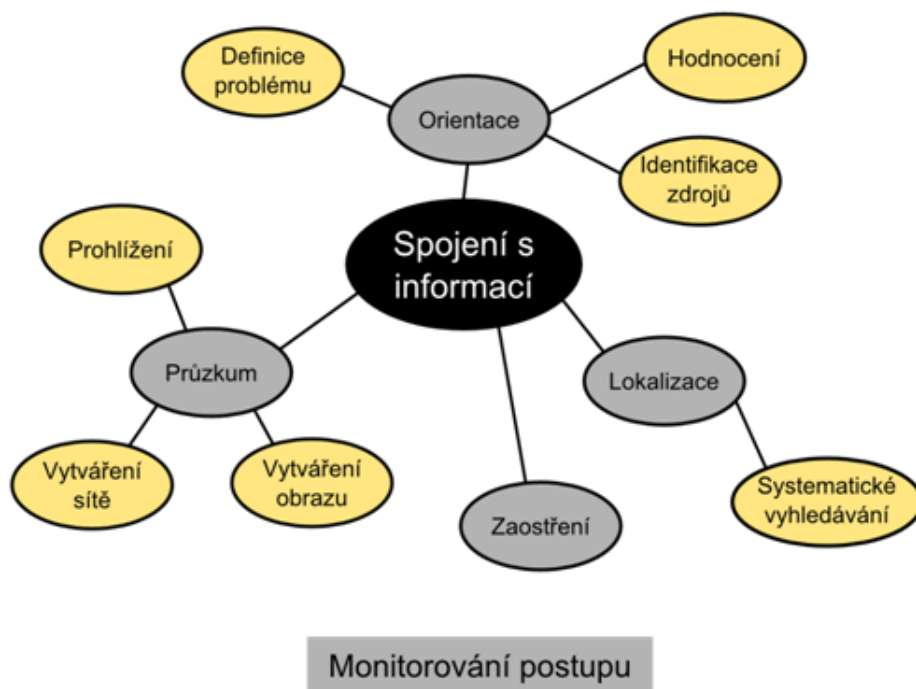 Definice
problému
Hodnocení
Orientace
Identifikace
zdrojů
Spojení s
informací
Prohlížení
Průzkum
Lokalizace
Vytváření
sítě
Vytváření
obrazu
Zaostření
Systematické
vyhledávání
Monitorování postupu